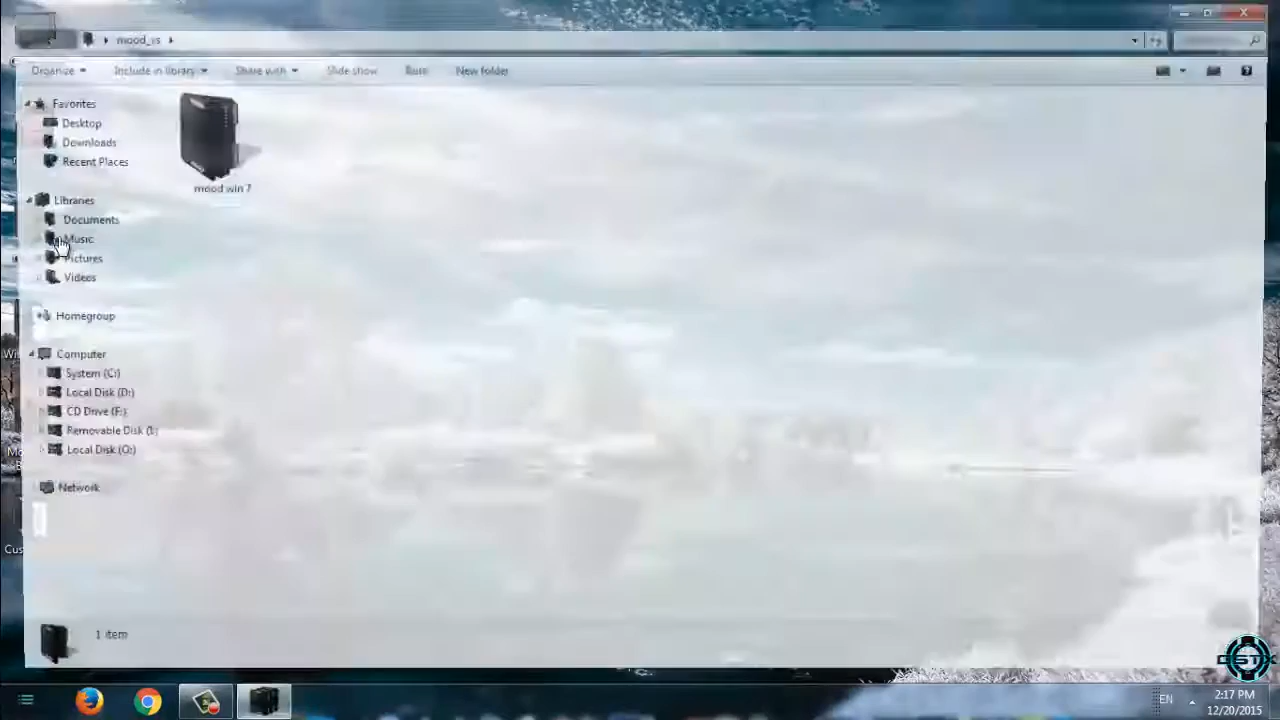 mood_vs
Organize
Include in library
Share with
Slide show
Burn
New folder
Favorites
Desktop
Downloads
Recent Places
mood win 7
Libraries
Documents
Music
Pictures
Videos
Homegroup
Computer
System (C:)
Local Disk (D:)
CD Drive (F:)
Removable Disk (I:
Local Disk (O:)
Network
Cus
1 item
EN
2:17 PM
12/20/2015